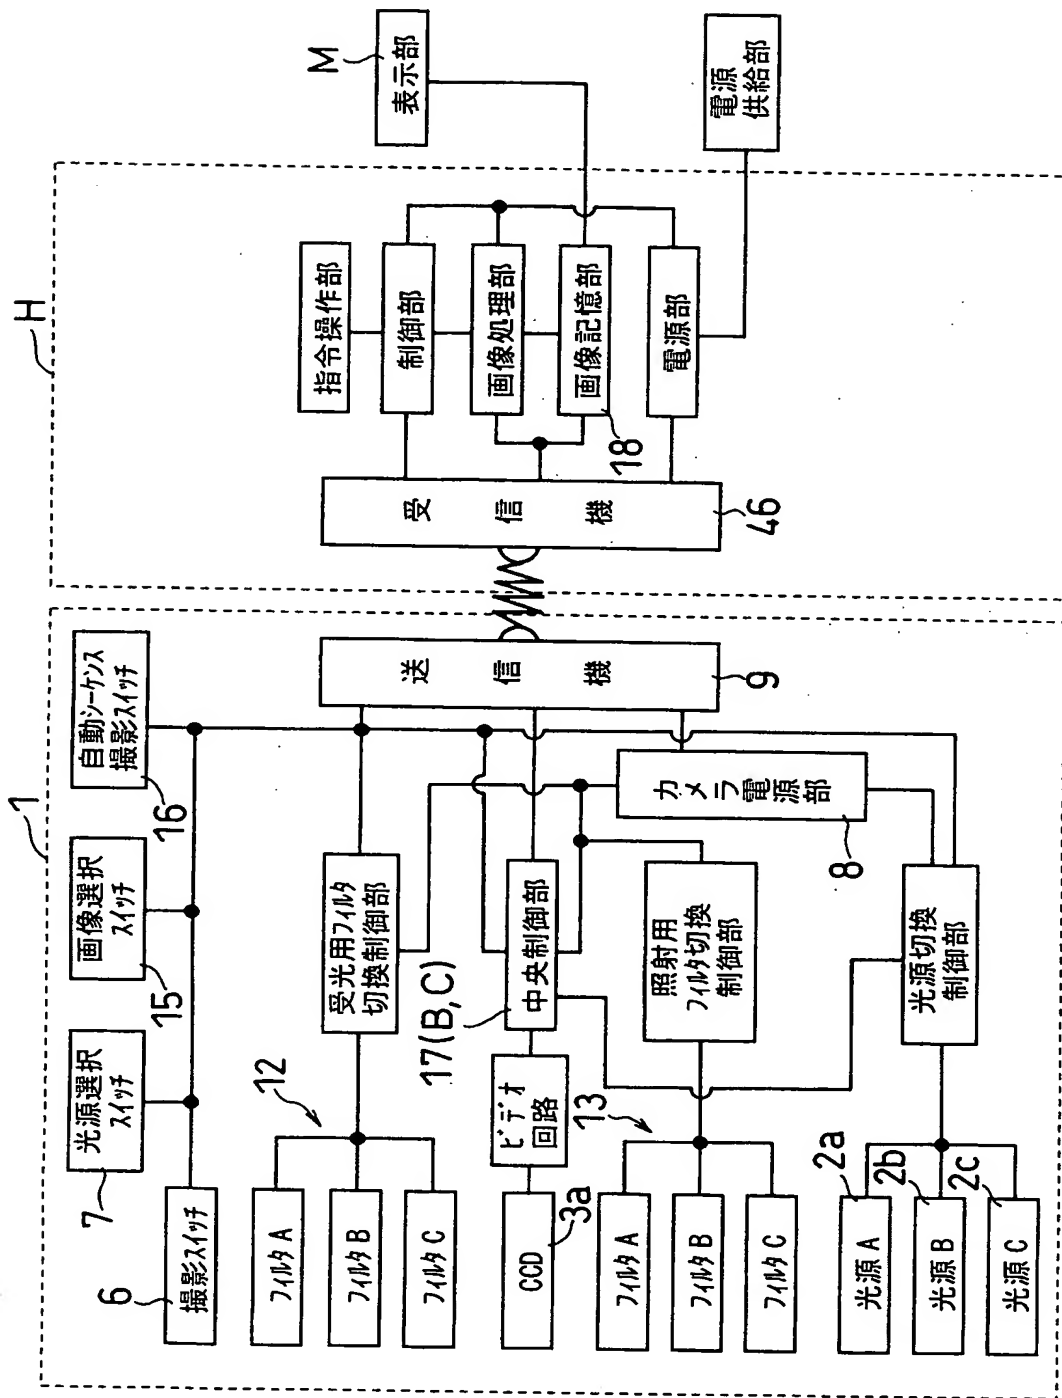 1
H
撮影スイッチ
6
光源選択
スイッチ
7
画像選択
スイッチ
15
自動シーケンス
撮影スイッチ
16
フィルタA
フィルタB
フィルタC
12
受光用フィルタ
切換制御部
CCD
3a
ビデオ
回路
17(B,C)
中央制御部
フィルタA
フィルタB
フィルタC
13
照射用
フィルタ切換
制御部
カメラ電源部
8
光源A
2a
光源B
2b
光源C
2c
光源切換
制御部
送信機
9
受信機
46
指令操作部
制御部
画像処理部
画像記憶部
18
電源部
表示部
M
電源
供給部